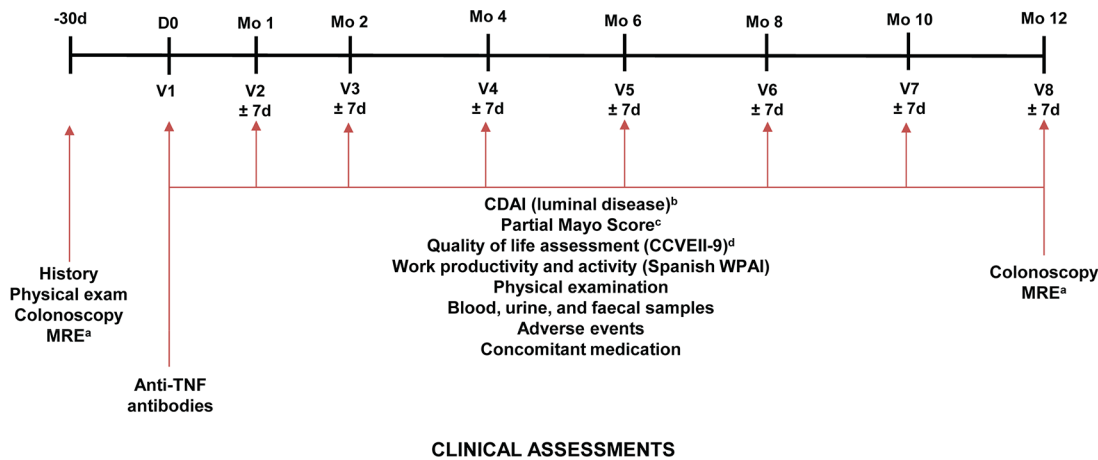 -30d D0 Mo 1 Mo 2 Mo 4 Mo 6 Mo 8 Mo 10 Mo 12
V1 V2 V3 V4 V5 V6 V7 V8
± 7d ± 7d ± 7d ± 7d ± 7d ± 7d ± 7d
CDAI (luminal disease)ᵇ
Partial Mayo Scoreᶜ
Quality of life assessment (CCVEII-9)ᵈ
Work productivity and activity (Spanish WPAI)
Physical examination
Blood, urine, and faecal samples
Adverse events
Concomitant medication
History
Physical exam
Colonoscopy
MREᵃ
Colonoscopy
MREᵃ
Anti-TNF
antibodies
CLINICAL ASSESSMENTS